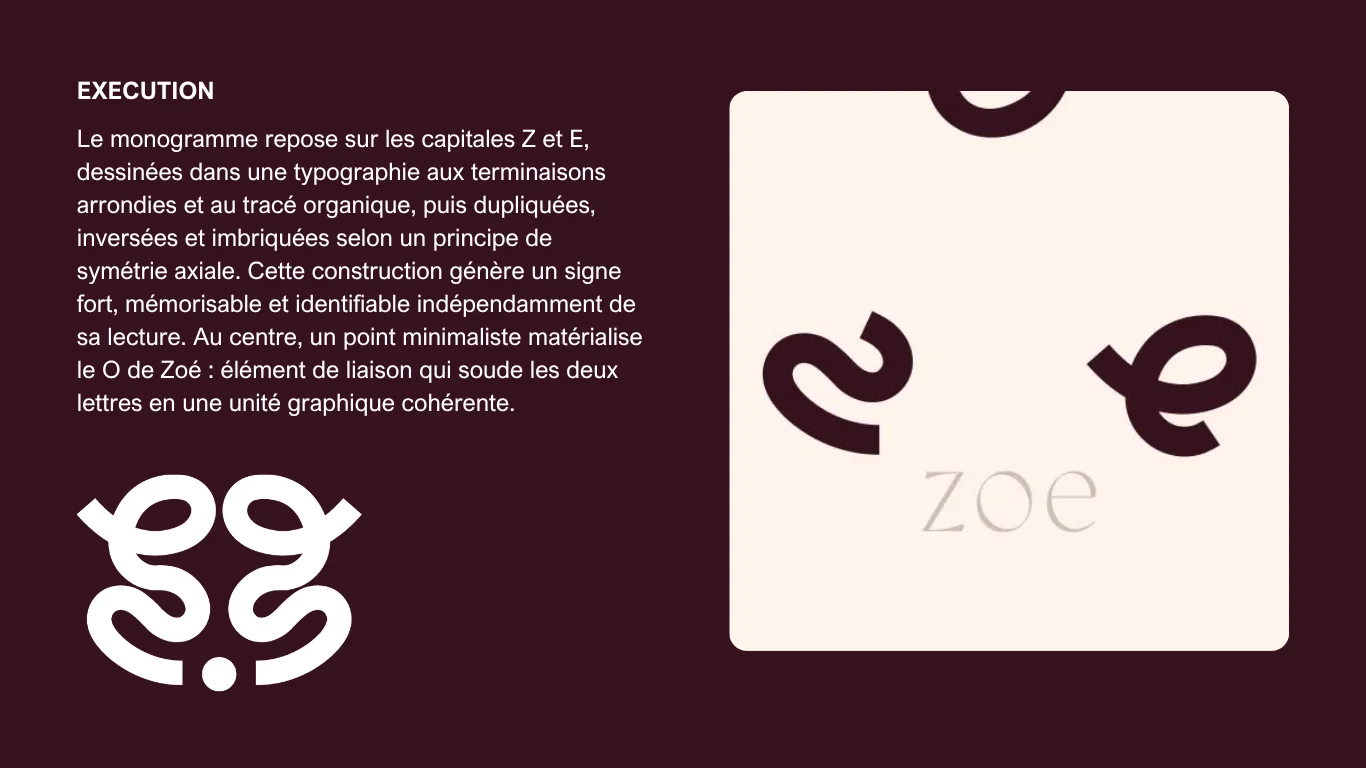 EXECUTION
Le monogramme repose sur les capitales Z et E,
dessinées dans une typographie aux terminaisons
arrondies et au tracé organique, puis dupliquées,
inversées et imbriquées selon un principe de
symétrie axiale. Cette construction génère un signe
fort, mémorisable et identifiable indépendamment de
sa lecture. Au centre, un point minimaliste matérialise
le O de Zoé : élément de liaison qui soude les deux
lettres en une unité graphique cohérente.
zoe